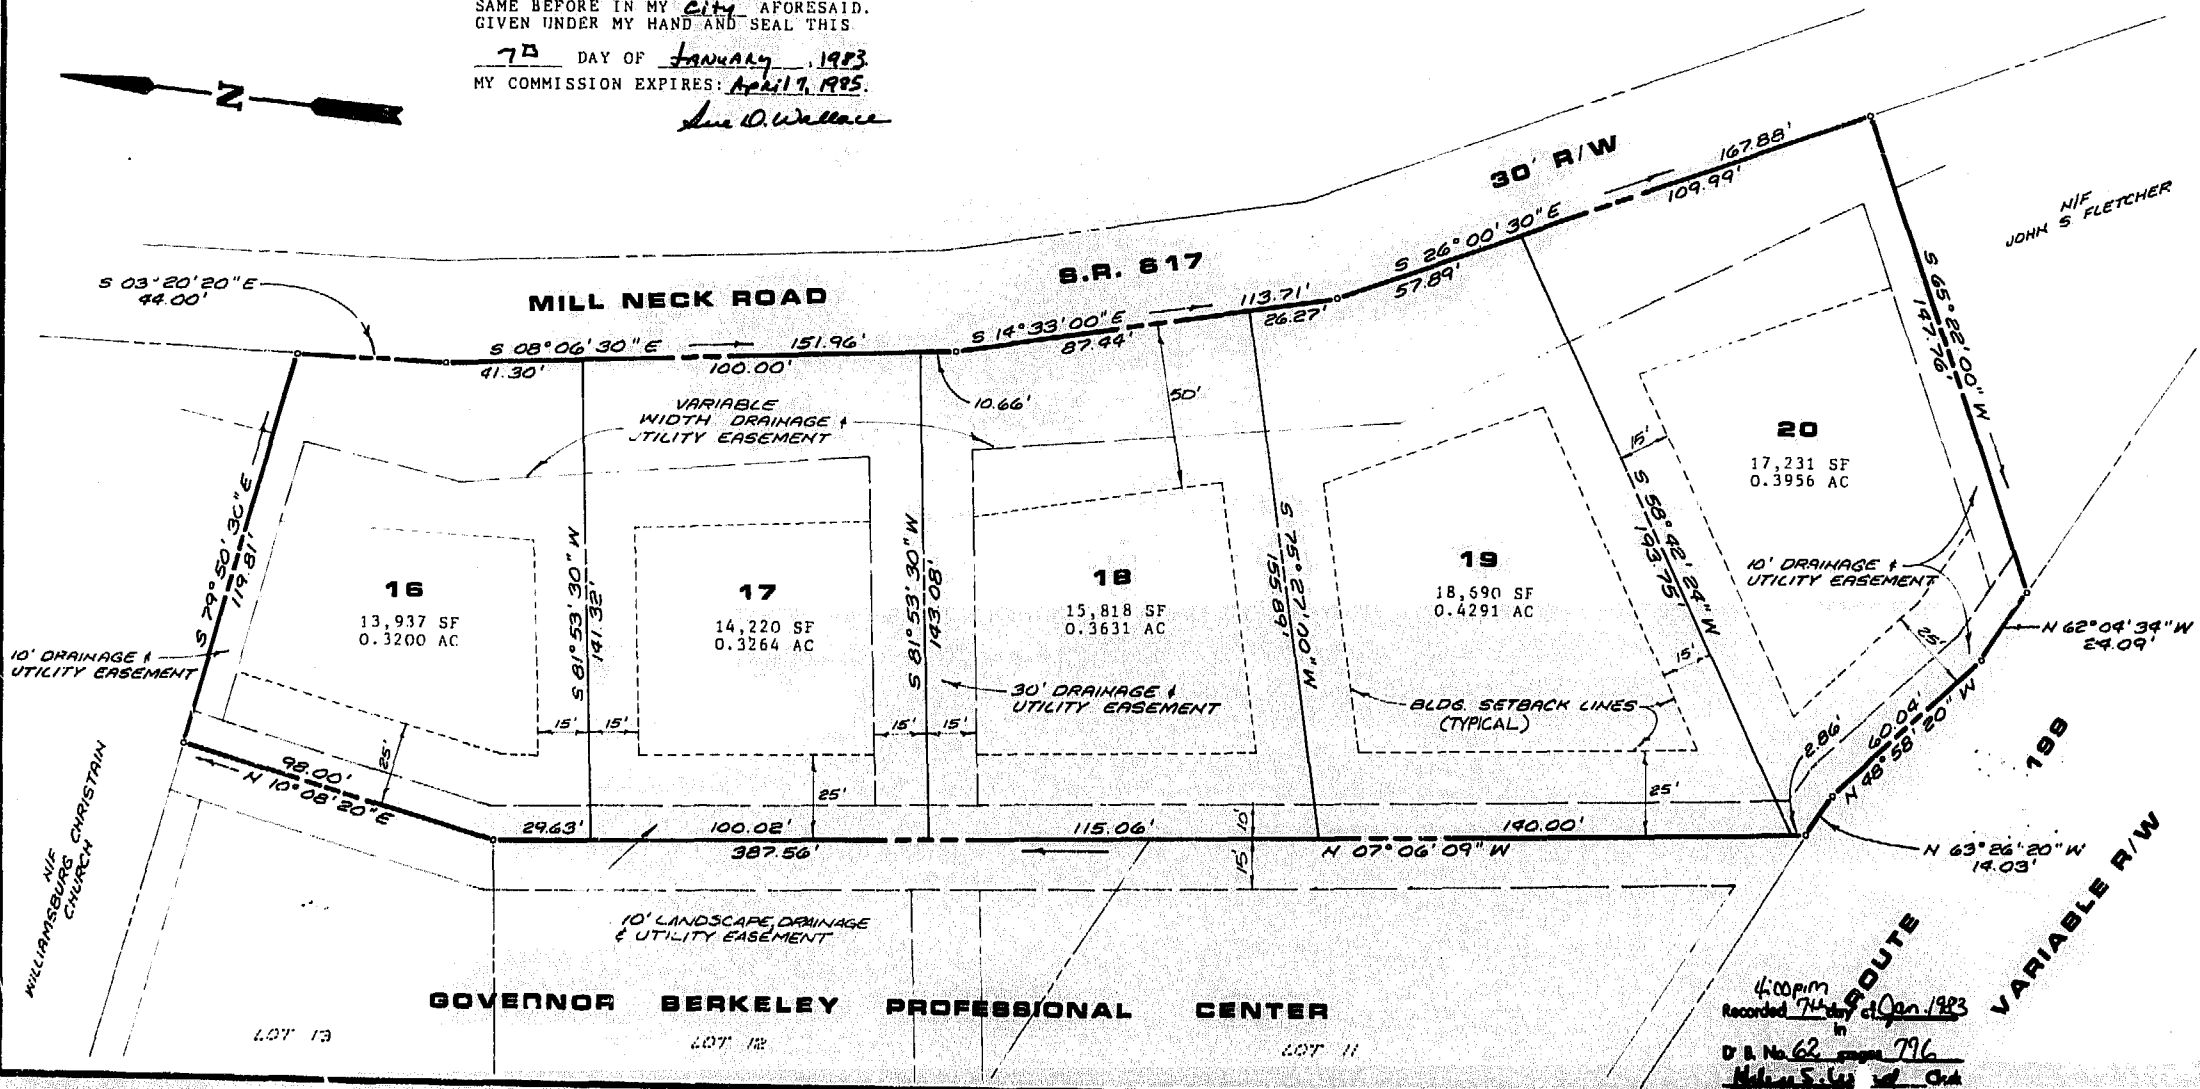 SAME BEFORE IN MY City AFORESAID.
GIVEN UNDER MY HAND AND SEAL THIS
7th DAY OF JANUARY, 1983.
MY COMMISSION EXPIRES: April 7, 1985.
Sue D. Wallace
N
30' R/W
167.88'
109.99'
N/F
JOHN S FLETCHER
S 03°20'20"E
44.00'
MILL NECK ROAD
S.R. 617
S 26°00'30"E
57.89'
S 08°06'30"E
151.96'
41.30'
100.00'
10.66'
S 14°33'00"E
87.44'
113.71'
26.27'
50'
S 65°22'00"W
147.76'
VARIABLE
WIDTH DRAINAGE &
UTILITY EASEMENT
S 79°50'30"E
119.81'
16
13,937 SF
0.3200 AC
S 81°53'30"W
141.32'
17
14,220 SF
0.3264 AC
S 81°53'30"W
143.08'
18
15,818 SF
0.3631 AC
S 75°27'00"W
155.89'
19
18,690 SF
0.4291 AC
15'
S 58°42'24"W
193.75'
15'
20
17,231 SF
0.3956 AC
10' DRAINAGE &
UTILITY EASEMENT
25'
N 62°04'34"W
24.09'
10' DRAINAGE &
UTILITY EASEMENT
30' DRAINAGE &
UTILITY EASEMENT
BLDG. SETBACK LINES
(TYPICAL)
15' 15'
15' 15'
25'
25'
25'
98.00'
N 10°08'20"E
29.63'
100.02'
387.56'
115.06'
10'
15'
140.00'
N 07°06'09"W
2.86'
60.04'
N 48°58'20"W
N 63°26'20"W
14.03'
N/F
WILLIAMSBURG CHRISTAIN
CHURCH
10' LANDSCAPE, DRAINAGE
& UTILITY EASEMENT
GOVERNOR BERKELEY PROFESSIONAL CENTER
LOT 13
LOT 12
LOT 11
ROUTE 199
VARIABLE R/W
4:00 pm
Recorded 7th day of Jan. 1983
in
D. B. No. 62 page 796